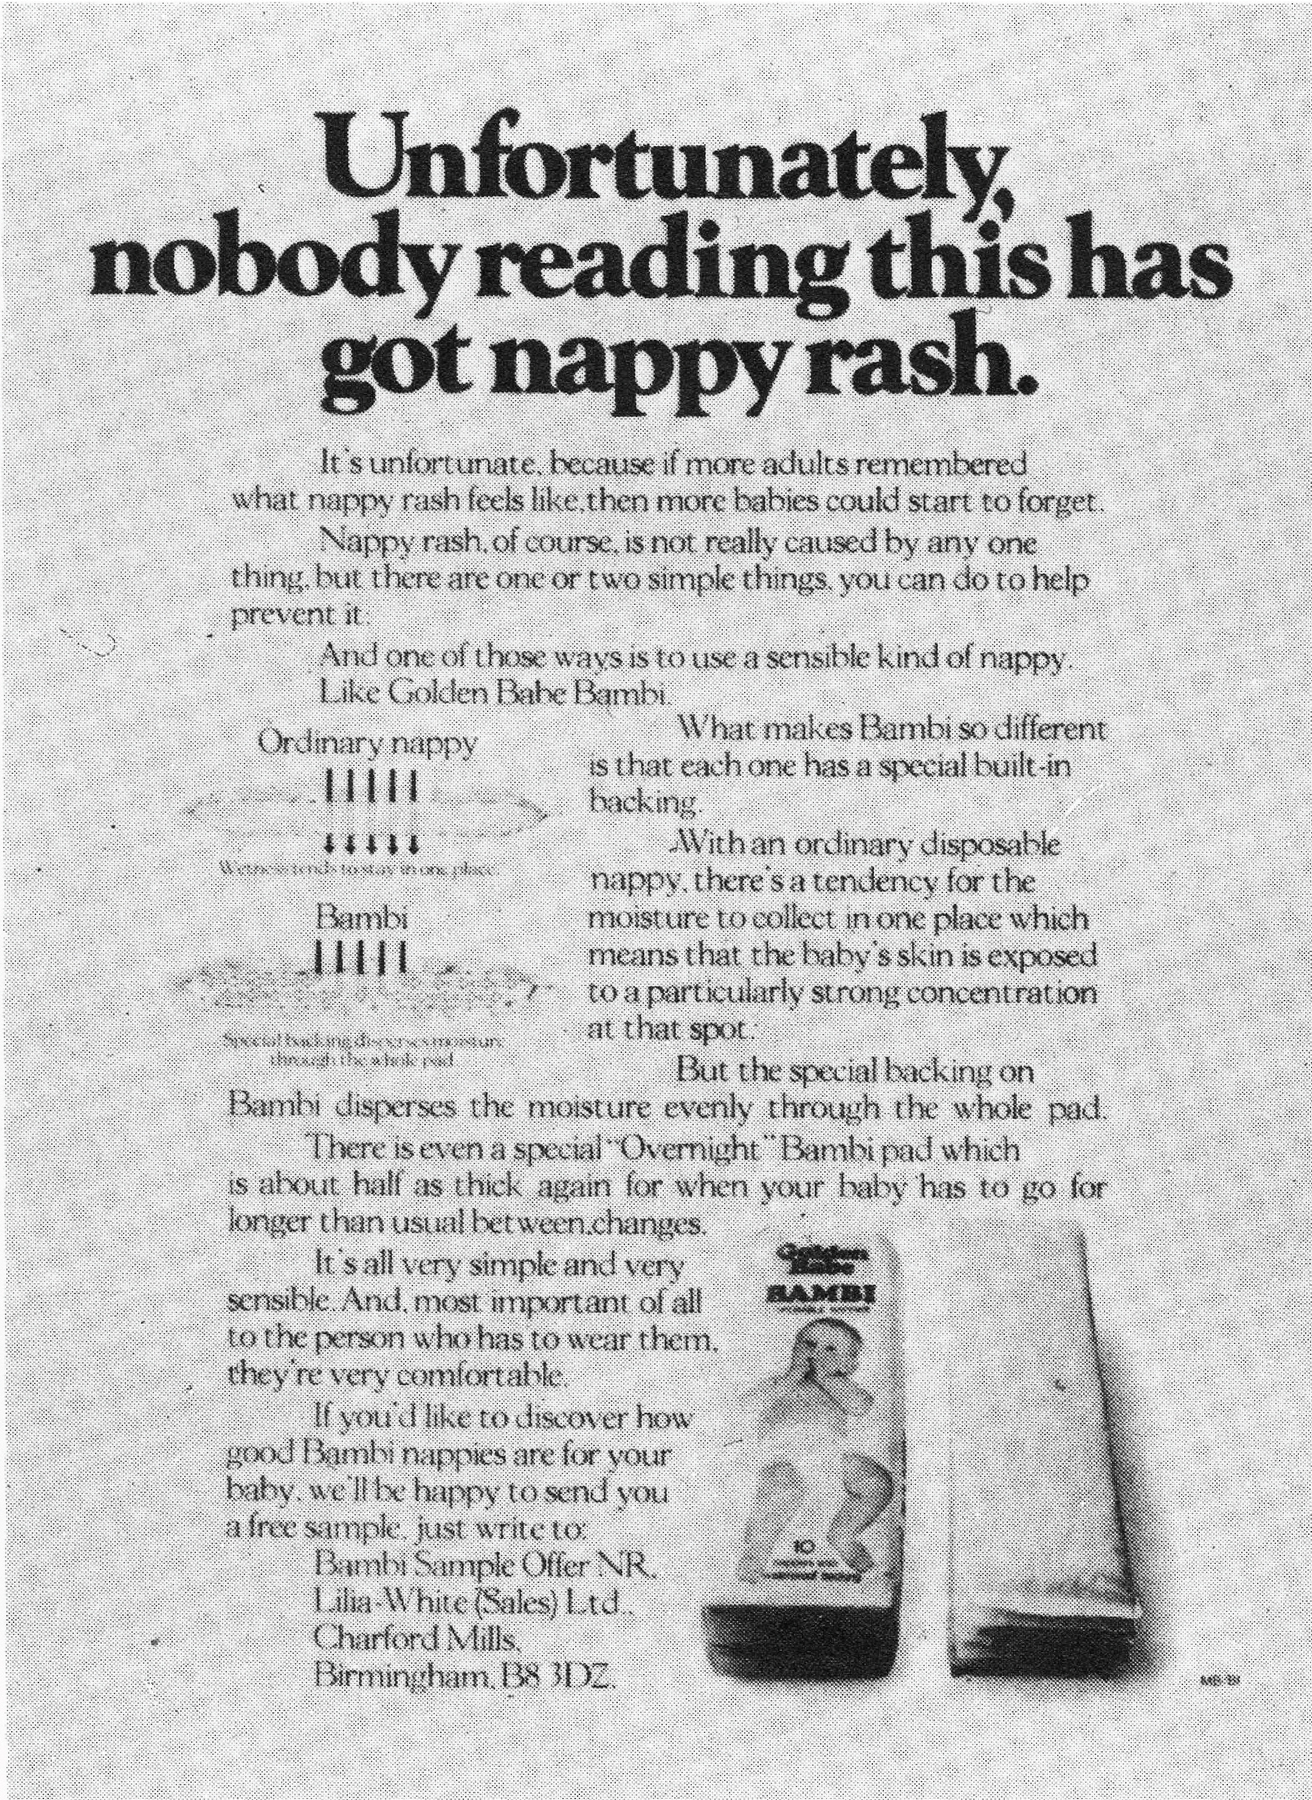 Unfortunately,
nobody reading this has
got nappy rash.
It's unfortunate, because if more adults remembered
what nappy rash feels like, then more babies could start to forget.
Nappy rash, of course, is not really caused by any one
thing, but there are one or two simple things, you can do to help
prevent it.
And one of those ways is to use a sensible kind of nappy.
Like Golden Babe Bambi.
Ordinary nappy
Wetness tends to stay in one place.
Bambi
Special backing disperses moisture
through the whole pad
What makes Bambi so different
is that each one has a special built-in
backing.
With an ordinary disposable
nappy, there's a tendency for the
moisture to collect in one place which
means that the baby's skin is exposed
to a particularly strong concentration
at that spot.
But the special backing on
Bambi disperses the moisture evenly through the whole pad.
There is even a special "Overnight" Bambi pad which
is about half as thick again for when your baby has to go for
longer than usual between changes.
It's all very simple and very
sensible. And, most important of all
to the person who has to wear them,
they're very comfortable.
If you'd like to discover how
good Bambi nappies are for your
baby, we'll be happy to send you
a free sample, just write to:
Bambi Sample Offer NR,
Lilia-White (Sales) Ltd.,
Charford Mills,
Birmingham, B8 3DZ.
Golden
Babe
BAMBI
10